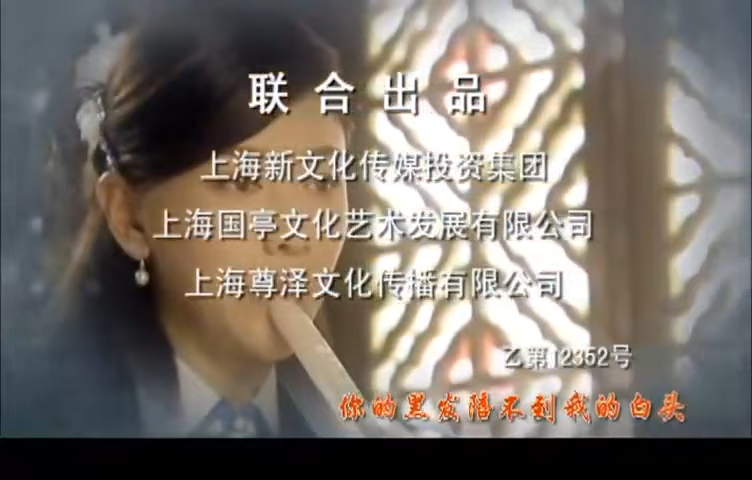 联合出品
上海新文化传媒投资集团
上海国亭文化艺术发展有限公司
上海尊泽文化传播有限公司
乙第12352号
你的黑发陪不到我的白头